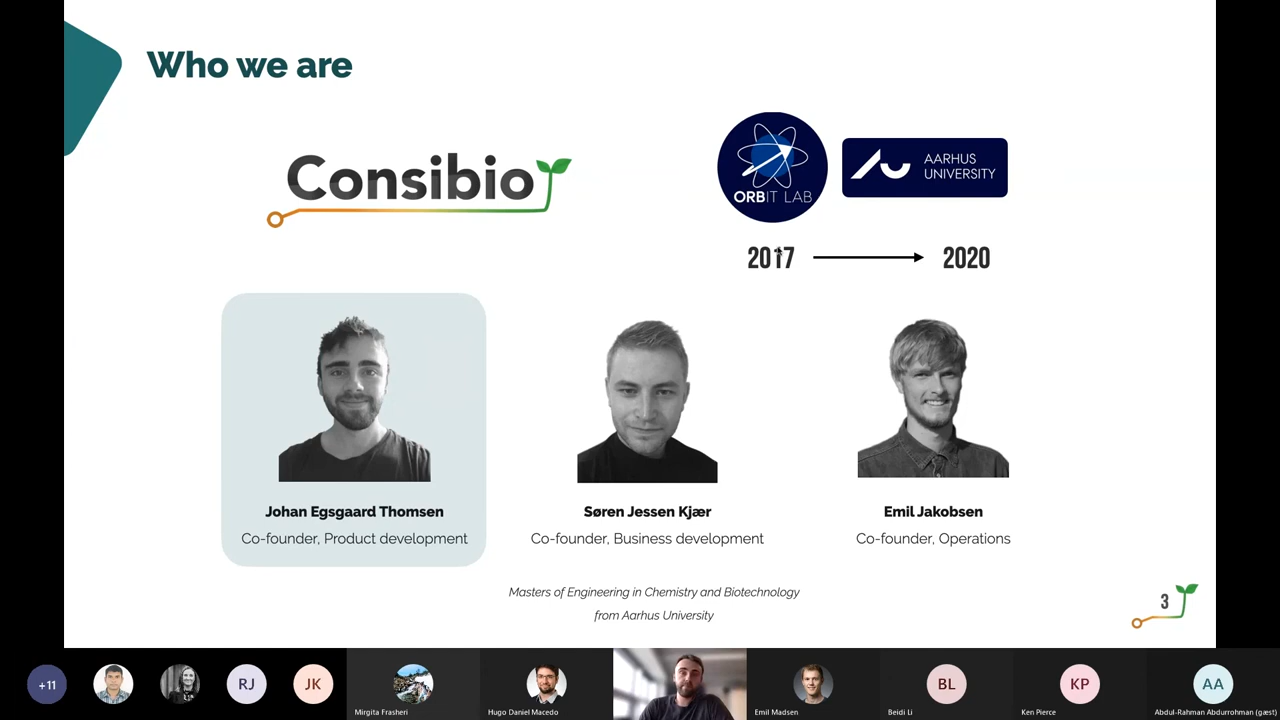 Who we are
Consibio
ORBIT LAB
AARHUS
UNIVERSITY
2017
2020
Johan Egsgaard Thomsen
Co-founder, Product development
Søren Jessen Kjær
Co-founder, Business development
Emil Jakobsen
Co-founder, Operations
Masters of Engineering in Chemistry and Biotechnology
from Aarhus University
3
+11
RJ
JK
Mirgita Frasheri
Hugo Daniel Macedo
Emil Madsen
BL
Beidi Li
KP
Ken Pierce
AA
Abdul-Rahman Abdurrohman (gæst)